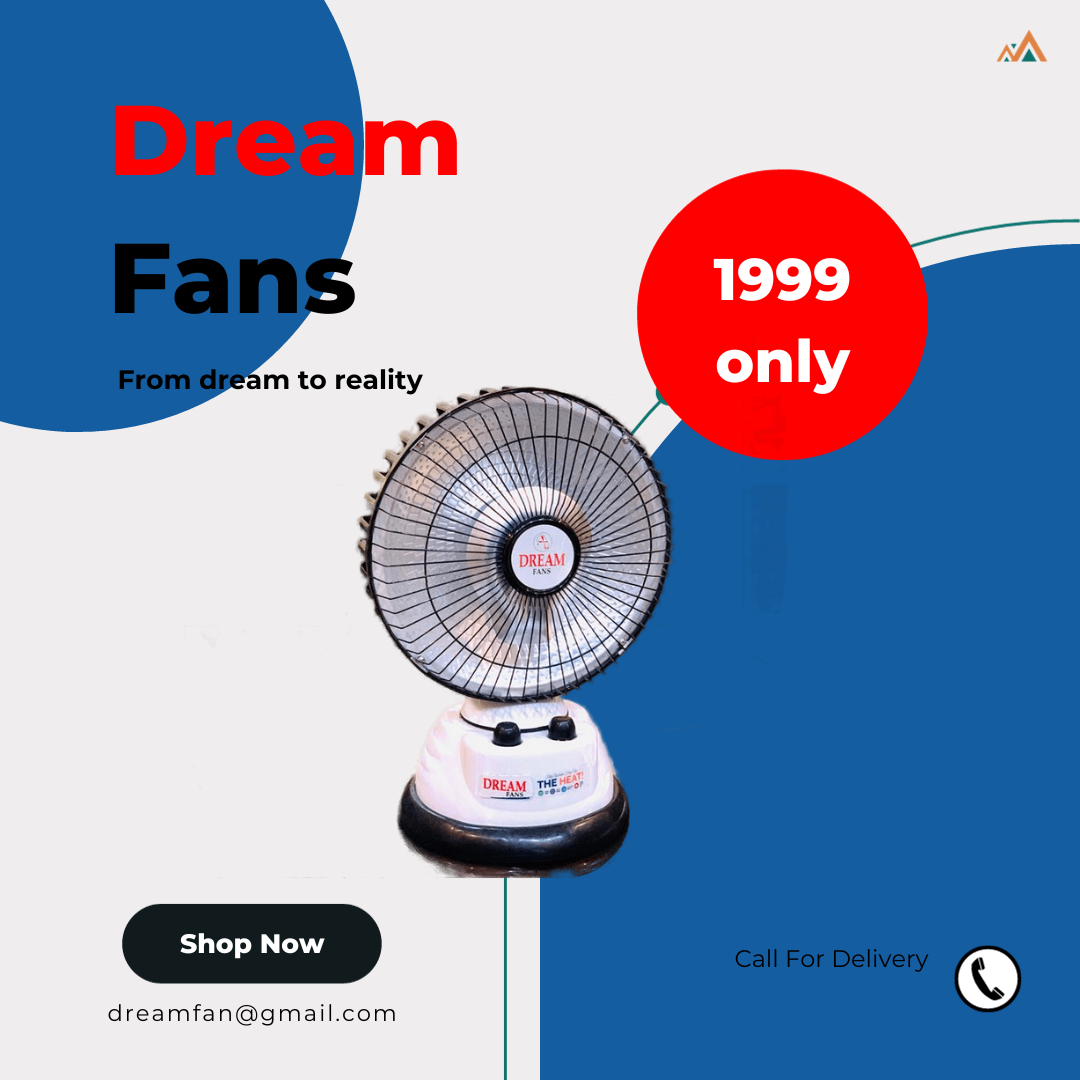 Dream
Fans
From dream to reality
1999
only
DREAM
FANS
DREAM
FANS
THE HEAT!
Shop Now
dreamfan@gmail.com
Call For Delivery